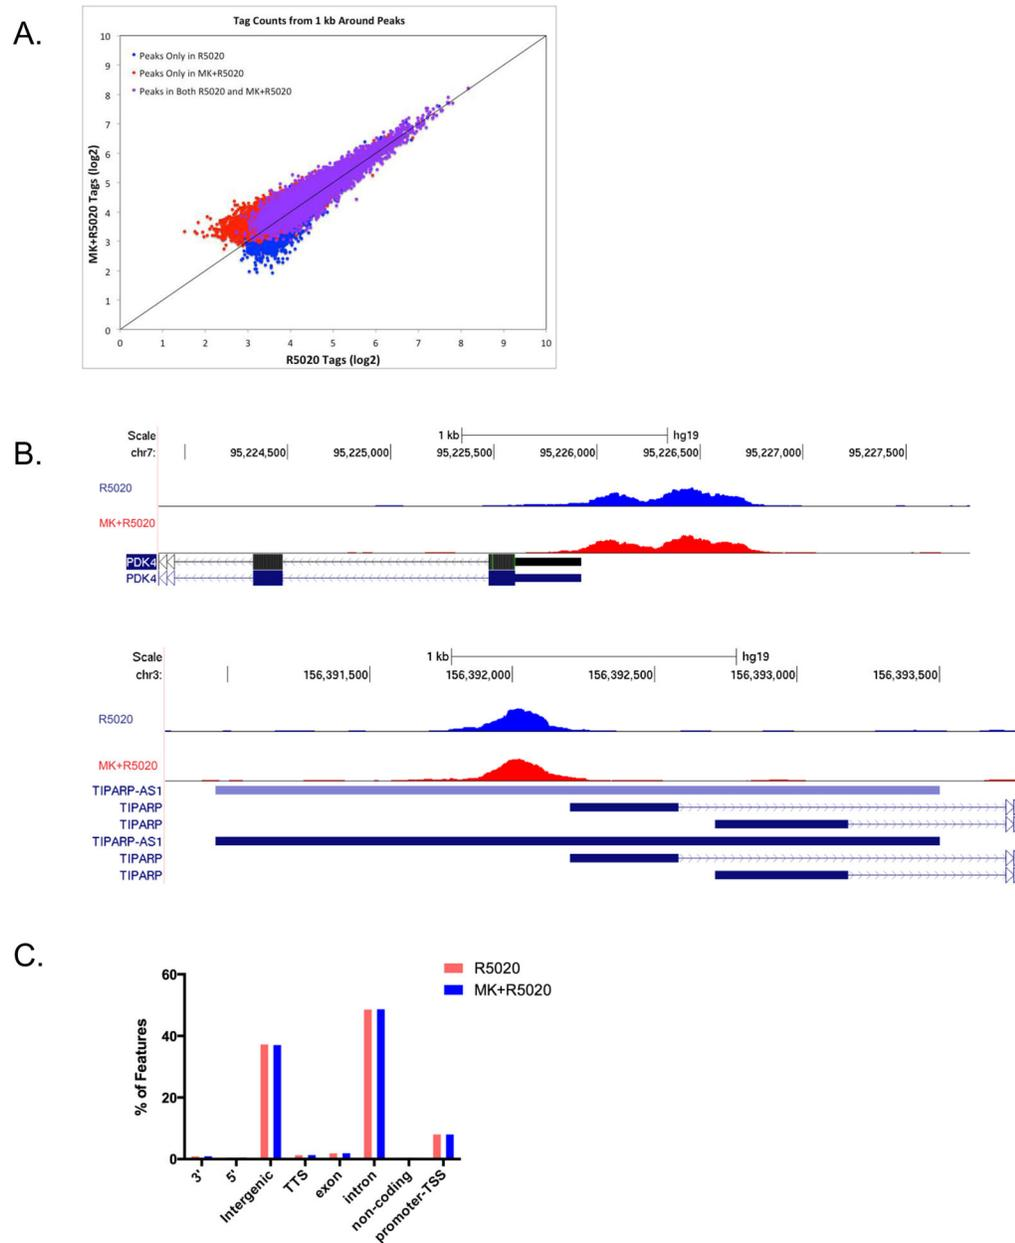 A.
Tag Counts from 1 kb Around Peaks
10
9
8
7
6
5
4
3
2
1
0
MK+R5020 Tags (log2)
Peaks Only in R5020
Peaks Only in MK+R5020
Peaks in Both R5020 and MK+R5020
0 1 2 3 4 5 6 7 8 9 10
R5020 Tags (log2)
B.
Scale 1 kb hg19
chr7: 95,224,500 95,225,000 95,225,500 95,226,000 95,226,500 95,227,000 95,227,500
R5020
MK+R5020
PDK4
PDK4
Scale 1 kb hg19
chr3: 156,391,500 156,392,000 156,392,500 156,393,000 156,393,500
R5020
MK+R5020
TIPARP-AS1
TIPARP
TIPARP
TIPARP-AS1
TIPARP
TIPARP
C.
R5020
MK+R5020
% of Features
60
40
20
0
3' 5' Intergenic TTS exon intron non-coding promoter-TSS